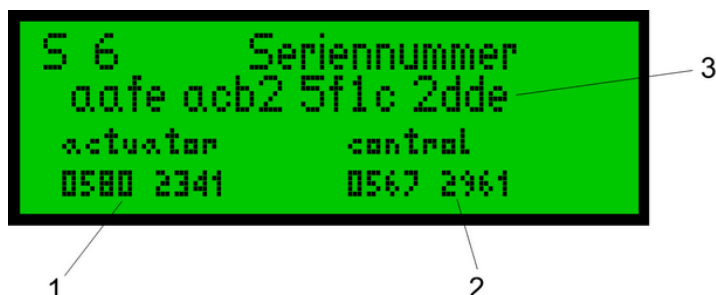 S 6 Seriennummer
aafe acb2 5f1c 2dde
3
actuator control
0580 2341 0567 2961
1 2